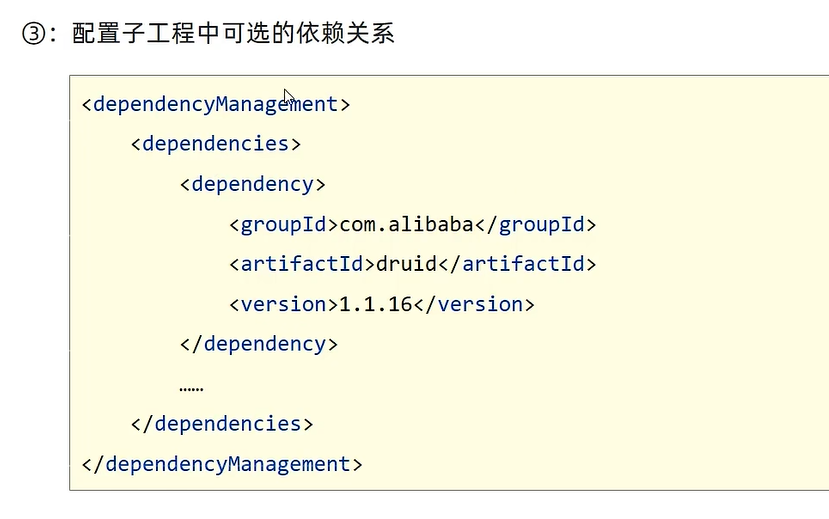 ③：配置子工程中可选的依赖关系
<dependencyManagement>
<dependencies>
<dependency>
<groupId>com.alibaba</groupId>
<artifactId>druid</artifactId>
<version>1.1.16</version>
</dependency>
……
</dependencies>
</dependencyManagement>